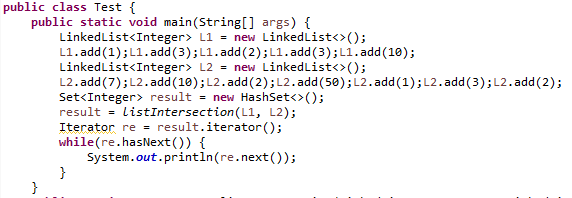 public class Test {
    public static void main(String[] args) {
        LinkedList<Integer> L1 = new LinkedList<>();
        L1.add(1);L1.add(3);L1.add(2);L1.add(3);L1.add(10);
        LinkedList<Integer> L2 = new LinkedList<>();
        L2.add(7);L2.add(10);L2.add(2);L2.add(50);L2.add(1);L2.add(3);L2.add(2);
        Set<Integer> result = new HashSet<>();
        result = listIntersection(L1, L2);
        Iterator re = result.iterator();
        while(re.hasNext()) {
            System.out.println(re.next());
        }
    }